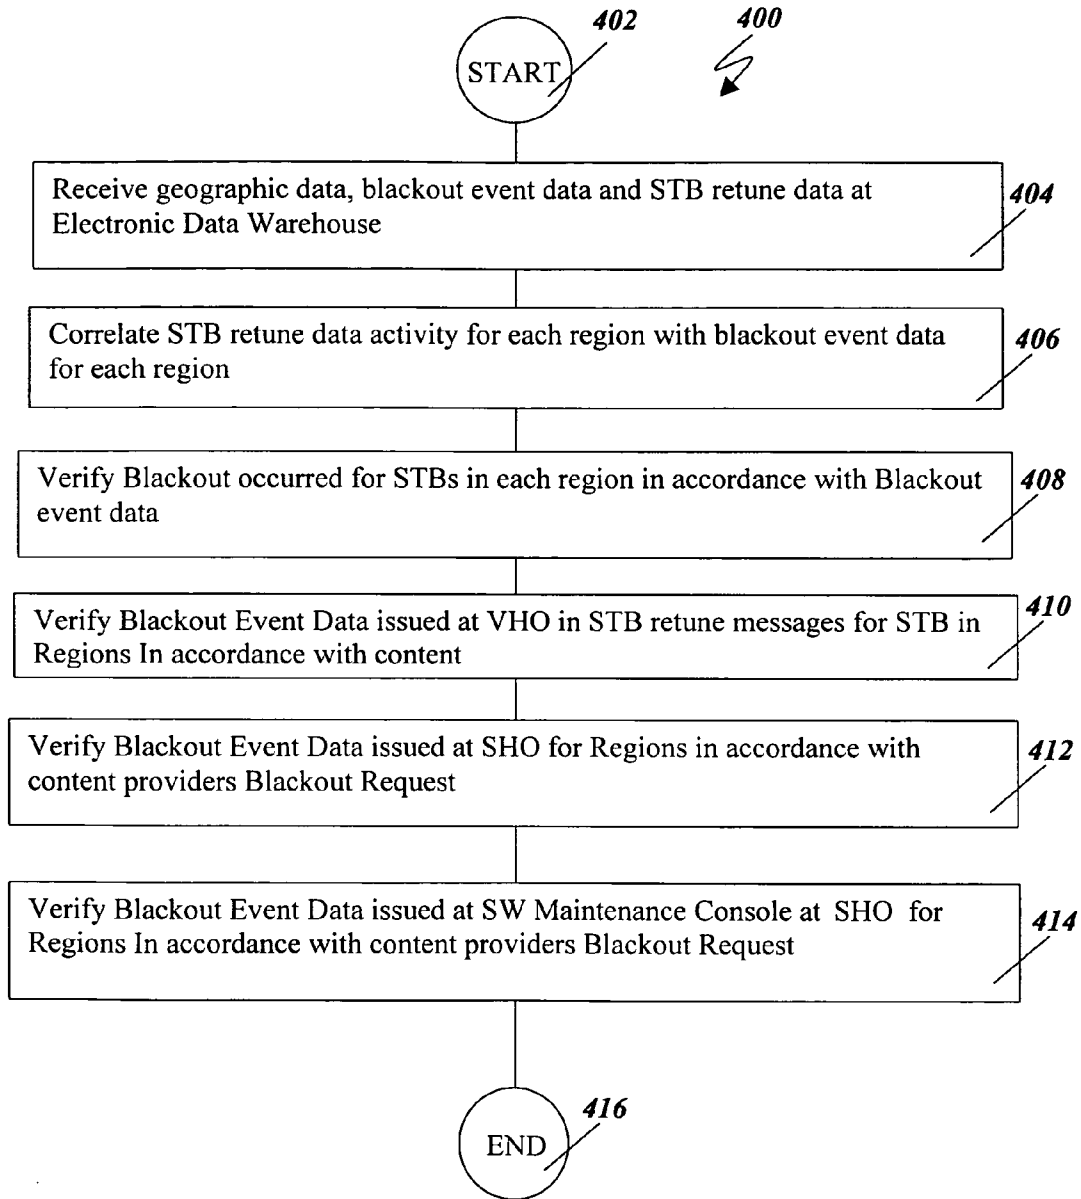 402
400
START
Receive geographic data, blackout event data and STB retune data at
Electronic Data Warehouse
404
Correlate STB retune data activity for each region with blackout event data
for each region
406
Verify Blackout occurred for STBs in each region in accordance with Blackout
event data
408
Verify Blackout Event Data issued at VHO in STB retune messages for STB in
Regions In accordance with content
410
Verify Blackout Event Data issued at SHO for Regions in accordance with
content providers Blackout Request
412
Verify Blackout Event Data issued at SW Maintenance Console at SHO for
Regions In accordance with content providers Blackout Request
414
416
END